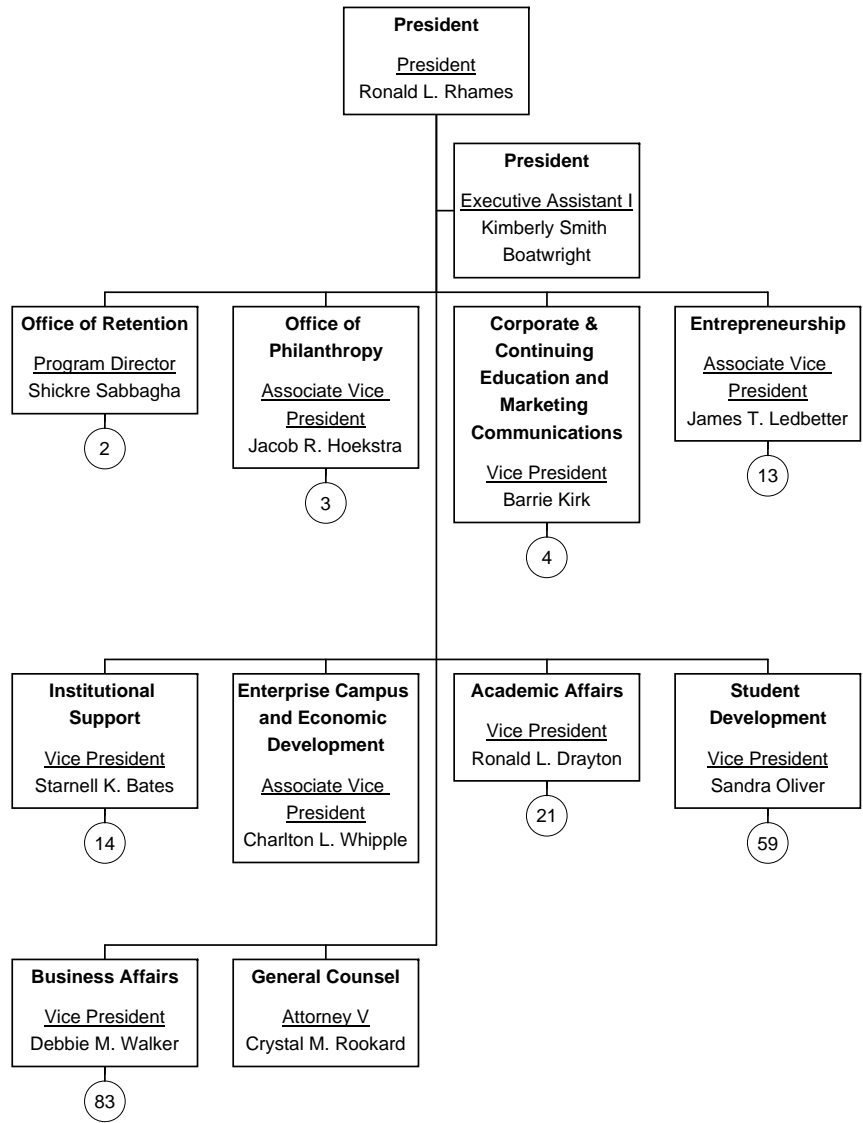 President
President
Ronald L. Rhames
President
Executive Assistant I
Kimberly Smith
Boatwright
Office of Retention
Program Director
Shickre Sabbagha
2
Office of
Philanthropy
Associate Vice
President
Jacob R. Hoekstra
3
Corporate &
Continuing
Education and
Marketing
Communications
Vice President
Barrie Kirk
4
Entrepreneurship
Associate Vice
President
James T. Ledbetter
13
Institutional
Support
Vice President
Starnell K. Bates
14
Enterprise Campus
and Economic
Development
Associate Vice
President
Charlton L. Whipple
Academic Affairs
Vice President
Ronald L. Drayton
21
Student
Development
Vice President
Sandra Oliver
59
Business Affairs
Vice President
Debbie M. Walker
83
General Counsel
Attorney V
Crystal M. Rookard